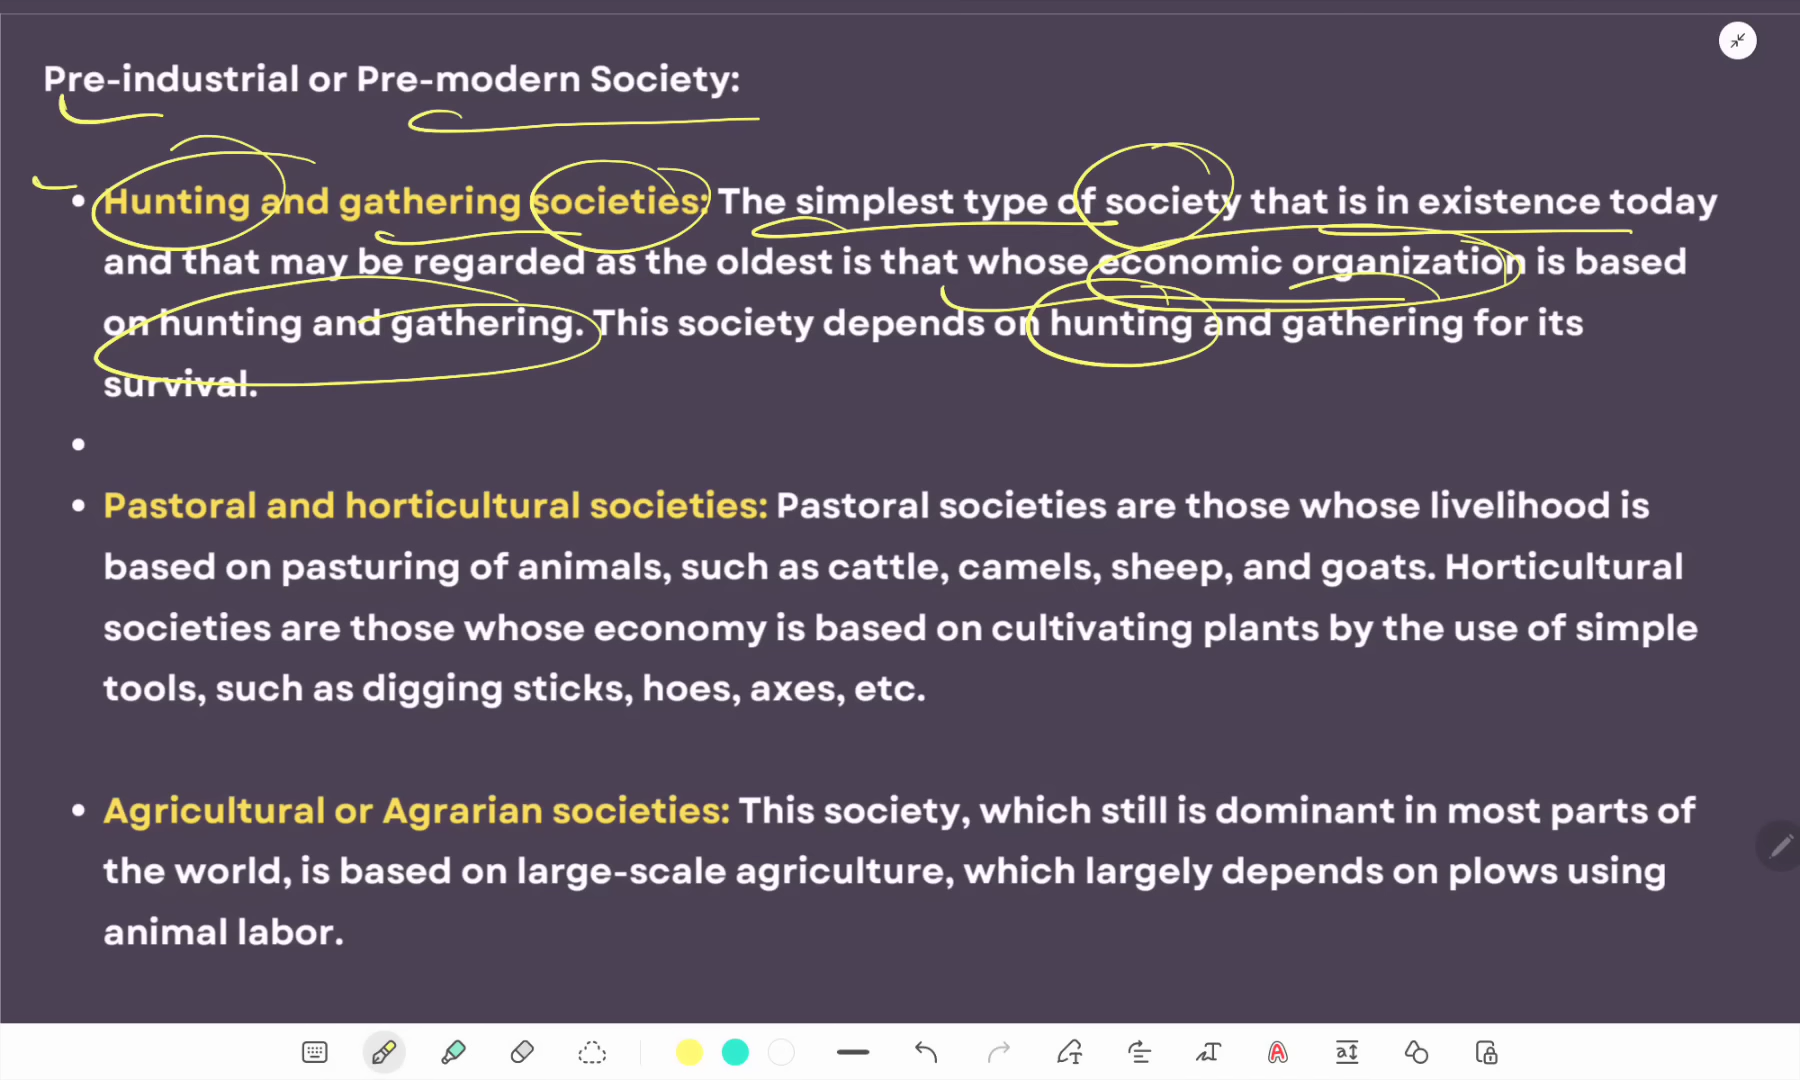 Pre-industrial or Pre-modern Society:
• Hunting and gathering societies: The simplest type of society that is in existence today
and that may be regarded as the oldest is that whose economic organization is based
on hunting and gathering. This society depends on hunting and gathering for its
survival.
•
• Pastoral and horticultural societies: Pastoral societies are those whose livelihood is
based on pasturing of animals, such as cattle, camels, sheep, and goats. Horticultural
societies are those whose economy is based on cultivating plants by the use of simple
tools, such as digging sticks, hoes, axes, etc.
• Agricultural or Agrarian societies: This society, which still is dominant in most parts of
the world, is based on large-scale agriculture, which largely depends on plows using
animal labor.